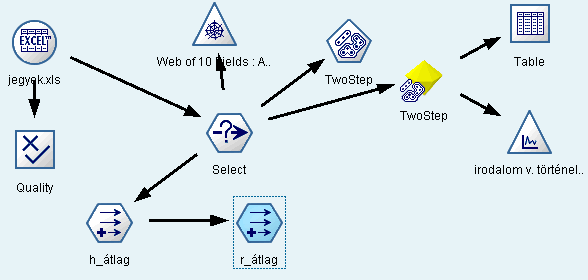 EXCEL
jegyek.xls
Web of 10 Fields : A..
TwoStep
TwoStep
Table
Quality
Select
irodalom v. történel..
h_átlag
r_átlag